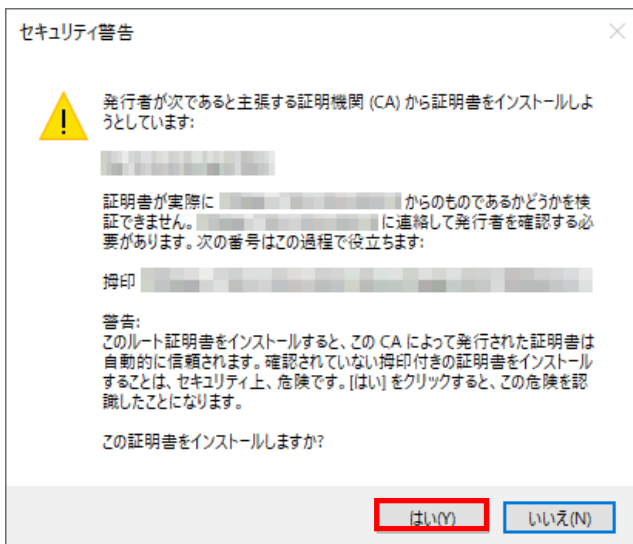 セキュリティ警告
発行者が次であると主張する証明機関 (CA) から証明書をインストールしよ
うとしています:
証明書が実際に からのものであるかどうかを検
証できません。 に連絡して発行者を確認する必
要があります。次の番号はこの過程で役立ちます:
拇印
警告:
このルート証明書をインストールすると、この CA によって発行された証明書は
自動的に信頼されます。確認されていない拇印付きの証明書をインストール
することは、セキュリティ上、危険です。[はい] をクリックすると、この危険を認
識したことになります。
この証明書をインストールしますか?
はい(Y) いいえ(N)